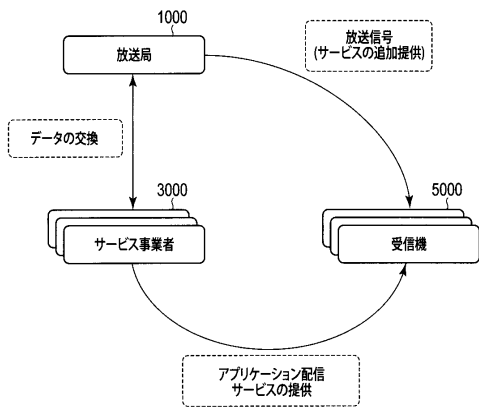 1000
放送局
放送信号
(サービスの追加提供)
データの交換
3000
サービス事業者
5000
受信機
アプリケーション配信
サービスの提供